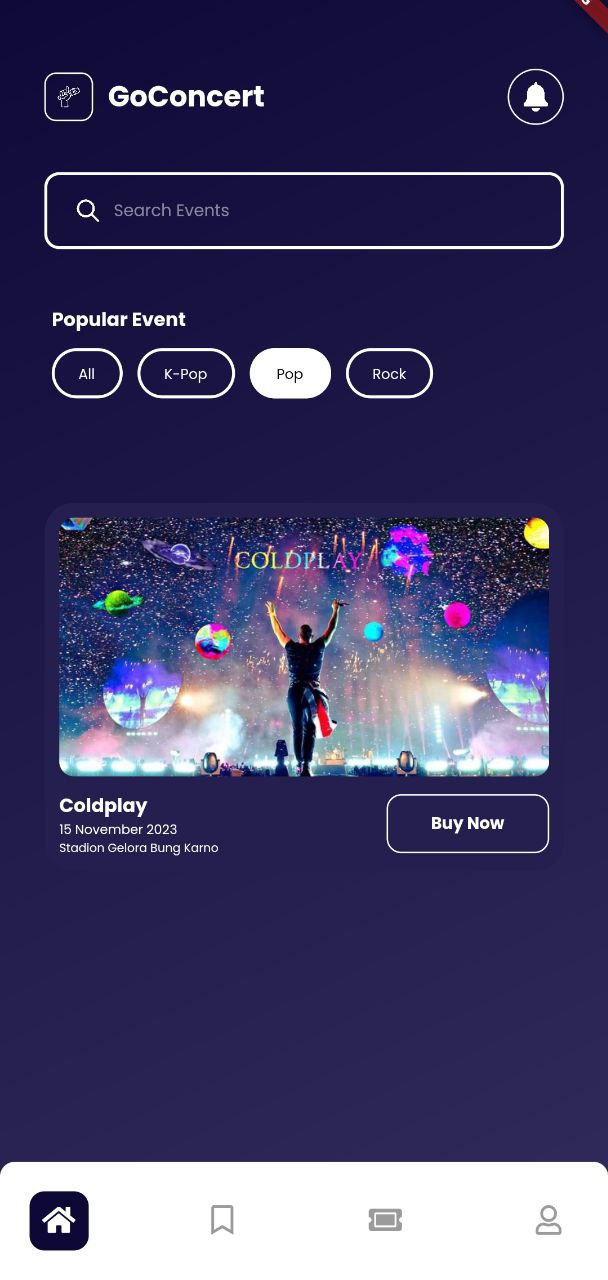 GoConcert
Search Events
Popular Event
All
K-Pop
Pop
Rock
COLDPLAY
Coldplay
15 November 2023
Stadion Gelora Bung Karno
Buy Now